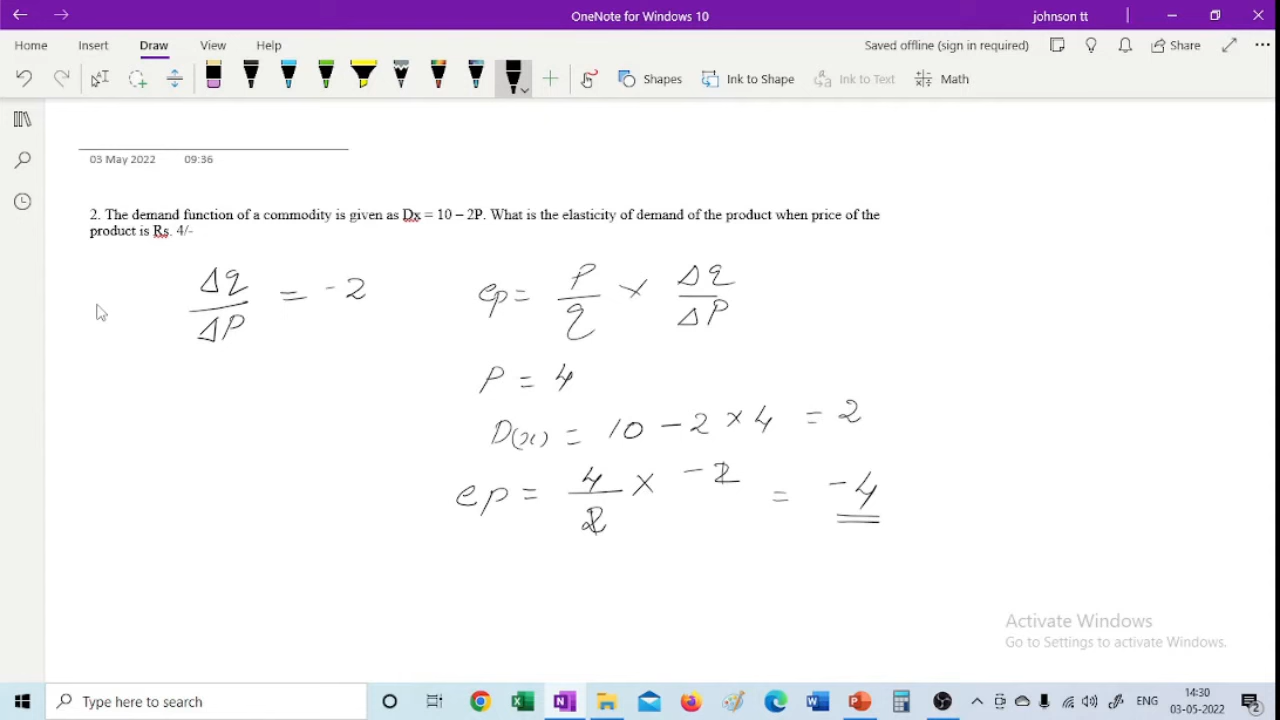 OneNote for Windows 10
johnson tt
Home Insert Draw View Help
Saved offline (sign in required) Share
Shapes Ink to Shape Ink to Text Math
03 May 2022 09:36
2. The demand function of a commodity is given as Dx = 10 – 2P. What is the elasticity of demand of the product when price of the
product is Rs. 4/-
Δq/ΔP = -2
ep = P/q × Δq/ΔP
P = 4
D(x) = 10 - 2 × 4 = 2
ep = 4/2 × -2 = -4
Activate Windows
Go to Settings to activate Windows.
Type here to search
ENG
14:30
03-05-2022
2